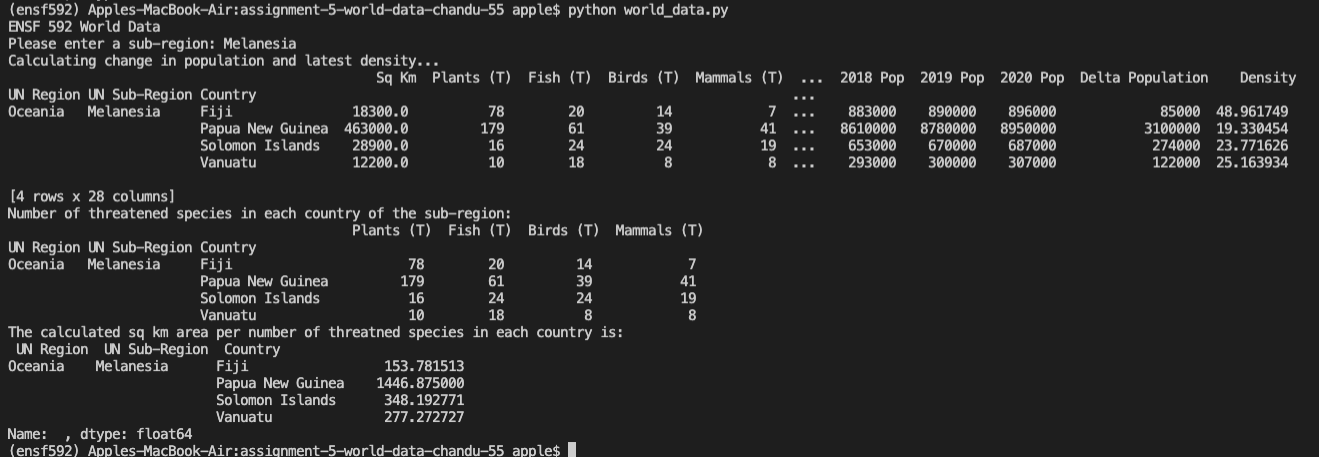 (ensf592) Apples-MacBook-Air:assignment-5-world-data-chandu-55 apple$ python world_data.py
ENSF 592 World Data
Please enter a sub-region: Melanesia
Calculating change in population and latest density...
Sq Km Plants (T) Fish (T) Birds (T) Mammals (T) ... 2018 Pop 2019 Pop 2020 Pop Delta Population Density
UN Region UN Sub-Region Country ...
Oceania Melanesia Fiji 18300.0 78 20 14 7 ... 883000 890000 896000 85000 48.961749
Papua New Guinea 463000.0 179 61 39 41 ... 8610000 8780000 8950000 3100000 19.330454
Solomon Islands 28900.0 16 24 24 19 ... 653000 670000 687000 274000 23.771626
Vanuatu 12200.0 10 18 8 8 ... 293000 300000 307000 122000 25.163934
[4 rows x 28 columns]
Number of threatened species in each country of the sub-region:
Plants (T) Fish (T) Birds (T) Mammals (T)
UN Region UN Sub-Region Country
Oceania Melanesia Fiji 78 20 14 7
Papua New Guinea 179 61 39 41
Solomon Islands 16 24 24 19
Vanuatu 10 18 8 8
The calculated sq km area per number of threatned species in each country is:
UN Region UN Sub-Region Country
Oceania Melanesia Fiji 153.781513
Papua New Guinea 1446.875000
Solomon Islands 348.192771
Vanuatu 277.272727
Name:  , dtype: float64
(ensf592) Apples-MacBook-Air:assignment-5-world-data-chandu-55 apple$